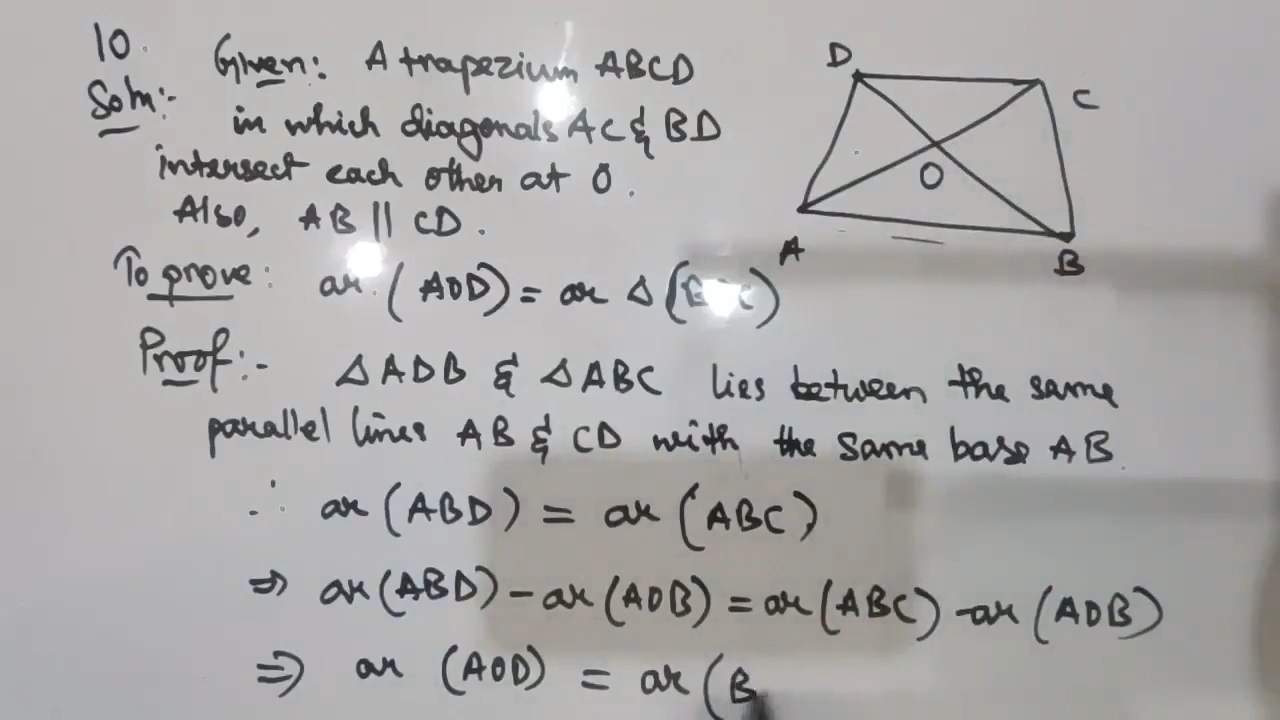 10.
Soln:-
Given: A trapezium ABCD
in which diagonals AC & BD
intersect each other at O.
Also, AB || CD.
D
C
O
A
B
To prove: ar. (AOD) = ar Δ (
Proof:- Δ ADB & Δ ABC lies between the same
parallel lines AB & CD with the same base AB.
∴ ar (ABD) = ar (ABC)
⇒ ar (ABD) - ar (AOB) = ar (ABC) - ar (AOB)
⇒ ar (AOD) = ar (B